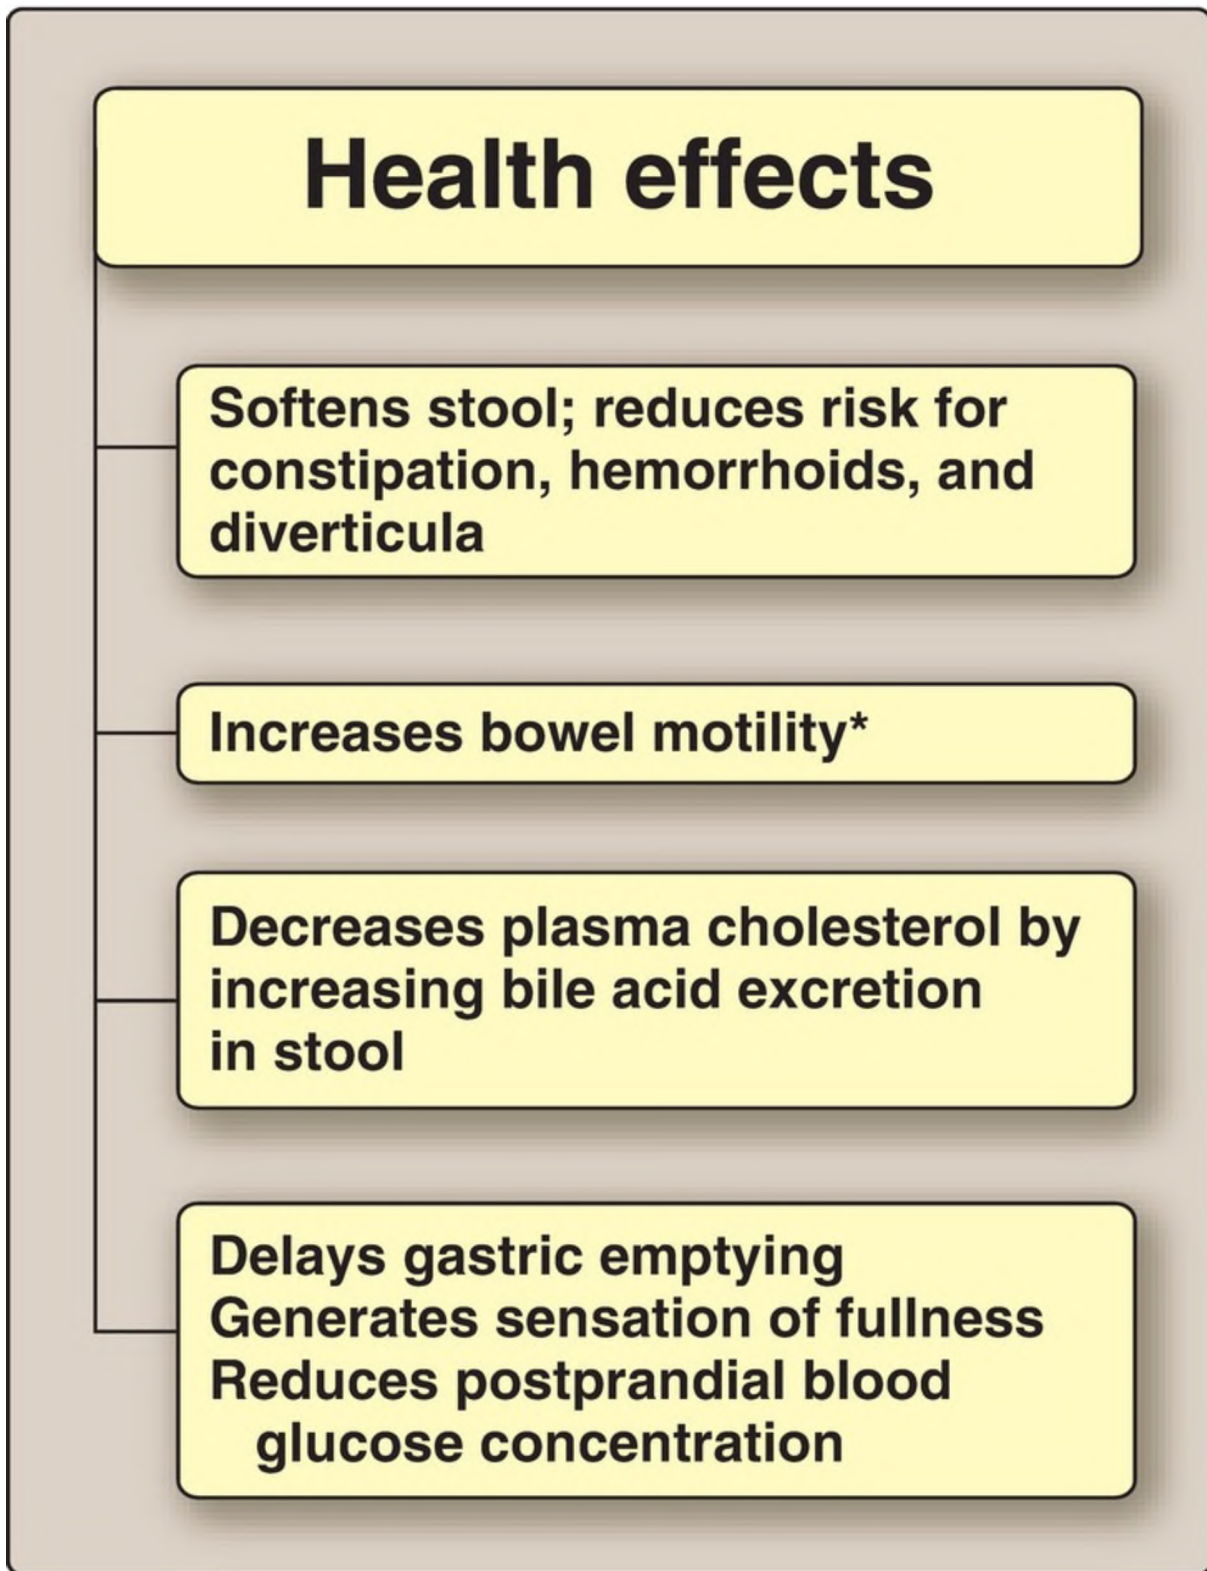 Health effects
Softens stool; reduces risk for
constipation, hemorrhoids, and
diverticula
Increases bowel motility*
Decreases plasma cholesterol by
increasing bile acid excretion
in stool
Delays gastric emptying
Generates sensation of fullness
Reduces postprandial blood
glucose concentration